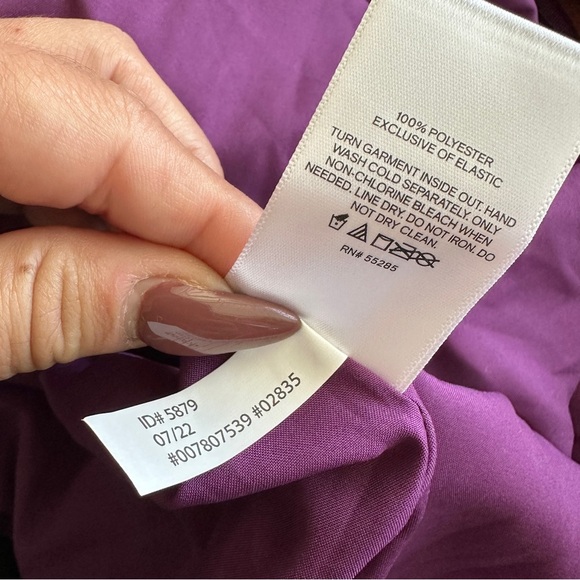 100% POLYESTER
EXCLUSIVE OF ELASTIC
TURN GARMENT INSIDE OUT, HAND
WASH COLD SEPARATELY, ONLY
NON-CHLORINE BLEACH WHEN
NEEDED. LINE DRY. DO NOT IRON. DO
NOT DRY CLEAN.
RN# 55285
ID# 5879
07/22
#007807539 #02835